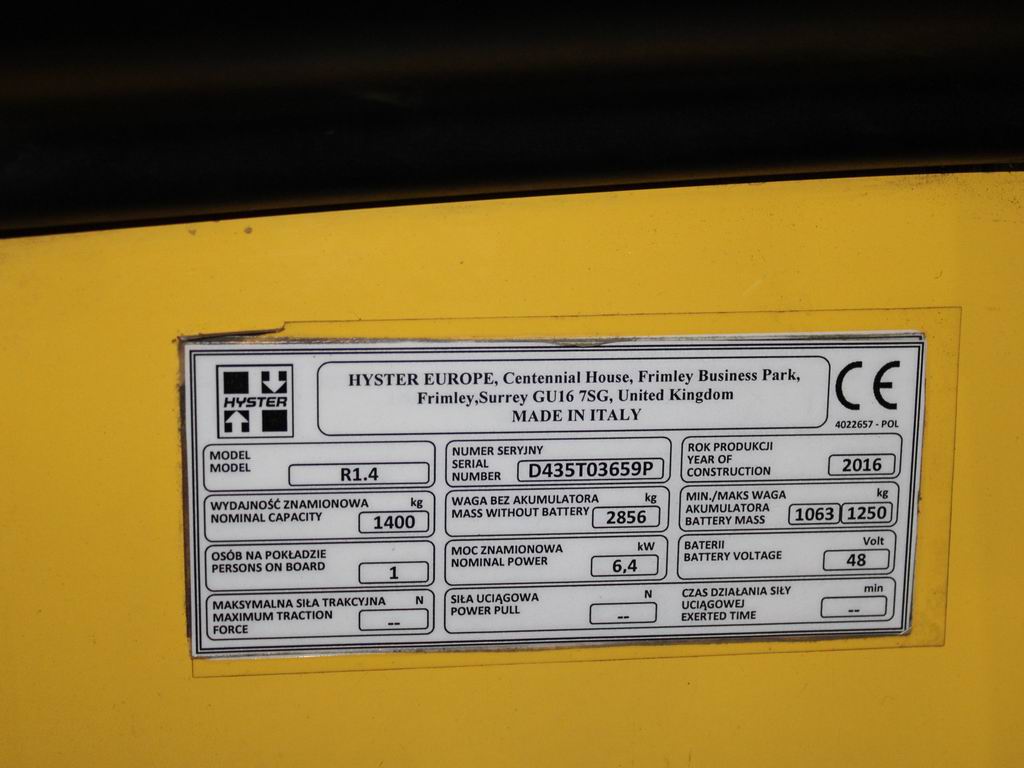 HYSTER
HYSTER EUROPE, Centennial House, Frimley Business Park,
Frimley,Surrey GU16 7SG, United Kingdom
MADE IN ITALY
CE
4022657 - POL
MODEL
MODEL
R1.4
NUMER SERYJNY
SERIAL
NUMBER
D435T03659P
ROK PRODUKCJI
YEAR OF
CONSTRUCTION
2016
WYDAJNOŚĆ ZNAMIONOWA kg
NOMINAL CAPACITY
1400
WAGA BEZ AKUMULATORA kg
MASS WITHOUT BATTERY
2856
MIN./MAKS WAGA kg
AKUMULATORA
BATTERY MASS
1063 1250
OSÓB NA POKŁADZIE
PERSONS ON BOARD
1
MOC ZNAMIONOWA kW
NOMINAL POWER
6,4
BATERII Volt
BATTERY VOLTAGE
48
MAKSYMALNA SIŁA TRAKCYJNA N
MAXIMUM TRACTION
FORCE
--
SIŁA UCIĄGOWA N
POWER PULL
--
CZAS DZIAŁANIA SIŁY min
UCIĄGOWEJ
EXERTED TIME
--